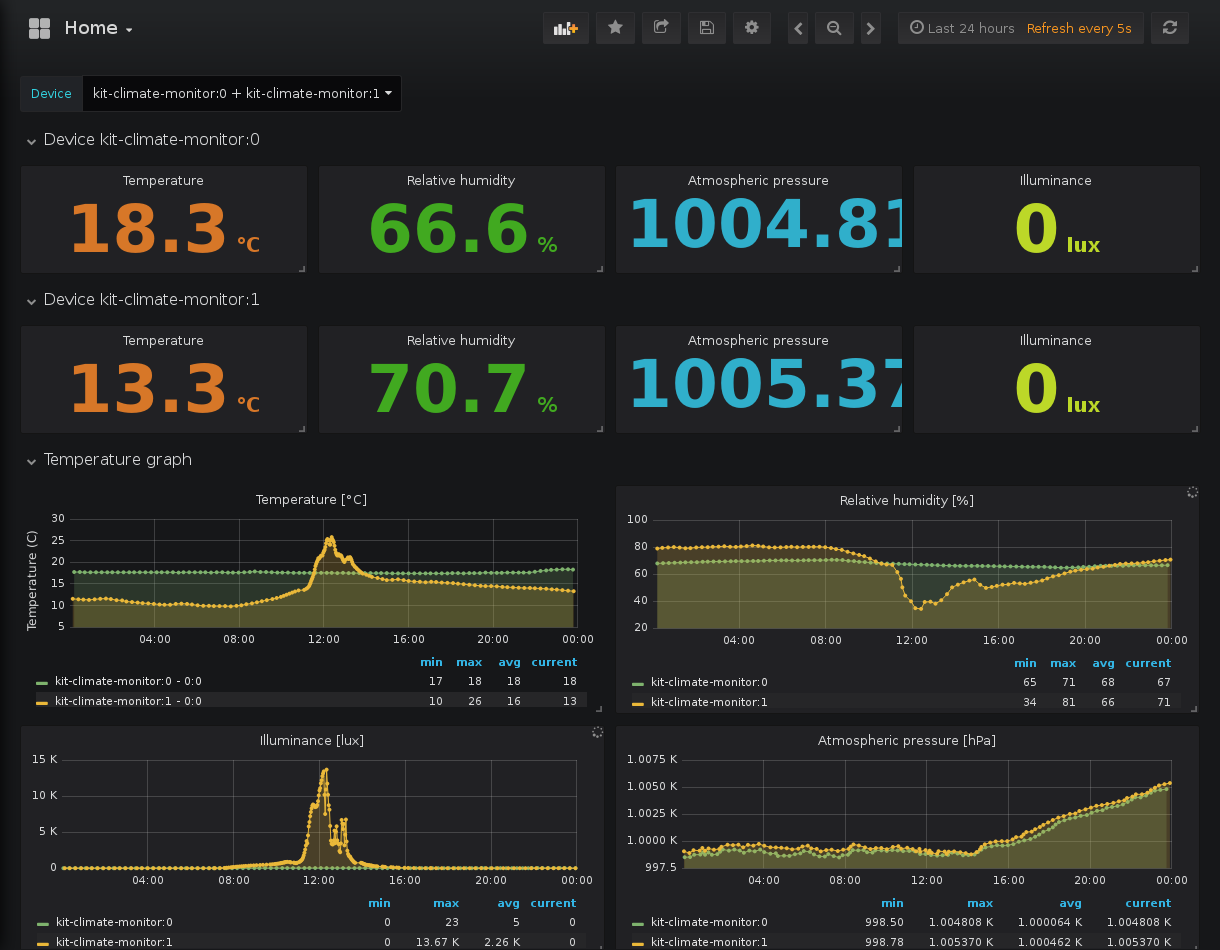 Home
Last 24 hours Refresh every 5s
Device kit-climate-monitor:0 + kit-climate-monitor:1
Device kit-climate-monitor:0
Temperature Relative humidity Atmospheric pressure Illuminance
18.3 °C 66.6 % 1004.81 0 lux
Device kit-climate-monitor:1
Temperature Relative humidity Atmospheric pressure Illuminance
13.3 °C 70.7 % 1005.37 0 lux
Temperature graph
Temperature [°C]
Temperature (C)
30
25
20
15
10
5
04:00 08:00 12:00 16:00 20:00 00:00
min max avg current
kit-climate-monitor:0 - 0:0 17 18 18 18
kit-climate-monitor:1 - 0:0 10 26 16 13
Relative humidity [%]
100
80
60
40
20
04:00 08:00 12:00 16:00 20:00 00:00
min max avg current
kit-climate-monitor:0 65 71 68 67
kit-climate-monitor:1 34 81 66 71
Illuminance [lux]
15 K
10 K
5 K
0
04:00 08:00 12:00 16:00 20:00 00:00
min max avg current
kit-climate-monitor:0 0 23 5 0
kit-climate-monitor:1 0 13.67 K 2.26 K 0
Atmospheric pressure [hPa]
1.0075 K
1.0050 K
1.0025 K
1.0000 K
997.5
04:00 08:00 12:00 16:00 20:00 00:00
min max avg current
kit-climate-monitor:0 998.50 1.004808 K 1.000064 K 1.004808 K
kit-climate-monitor:1 998.78 1.005370 K 1.000462 K 1.005370 K